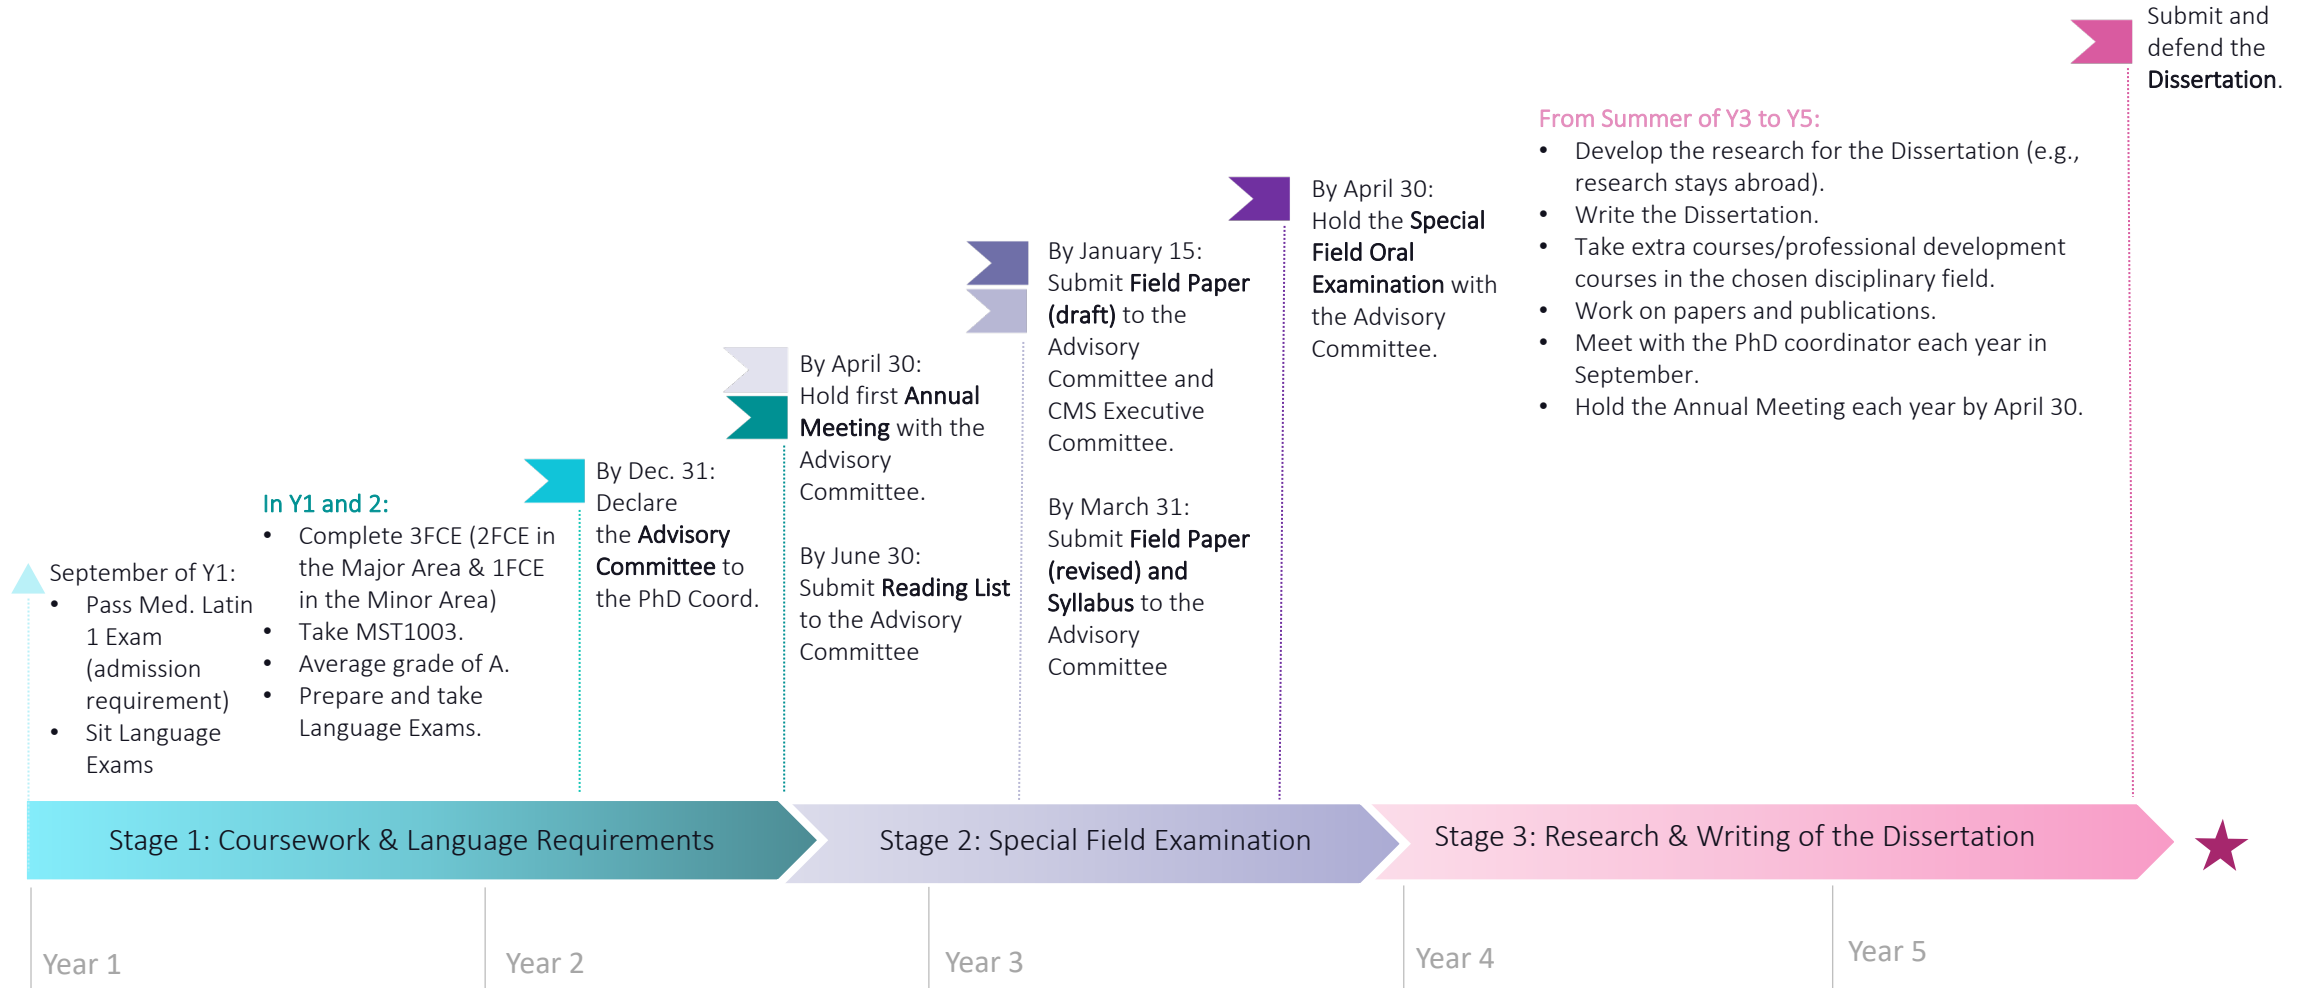 September of Y1:
• Pass Med. Latin
1 Exam
(admission
requirement)
• Sit Language
Exams
In Y1 and 2:
• Complete 3FCE (2FCE in
the Major Area & 1FCE
in the Minor Area)
• Take MST1003.
• Average grade of A.
• Prepare and take
Language Exams.
By Dec. 31:
Declare
the Advisory
Committee to
the PhD Coord.
By April 30:
Hold first Annual
Meeting with the
Advisory
Committee.
By June 30:
Submit Reading List
to the Advisory
Committee
By January 15:
Submit Field Paper
(draft) to the
Advisory
Committee and
CMS Executive
Committee.
By March 31:
Submit Field Paper
(revised) and
Syllabus to the
Advisory
Committee
By April 30:
Hold the Special
Field Oral
Examination with
the Advisory
Committee.
From Summer of Y3 to Y5:
• Develop the research for the Dissertation (e.g.,
research stays abroad).
• Write the Dissertation.
• Take extra courses/professional development
courses in the chosen disciplinary field.
• Work on papers and publications.
• Meet with the PhD coordinator each year in
September.
• Hold the Annual Meeting each year by April 30.
Submit and
defend the
Dissertation.
Stage 1: Coursework & Language Requirements
Stage 2: Special Field Examination
Stage 3: Research & Writing of the Dissertation
Year 1
Year 2
Year 3
Year 4
Year 5